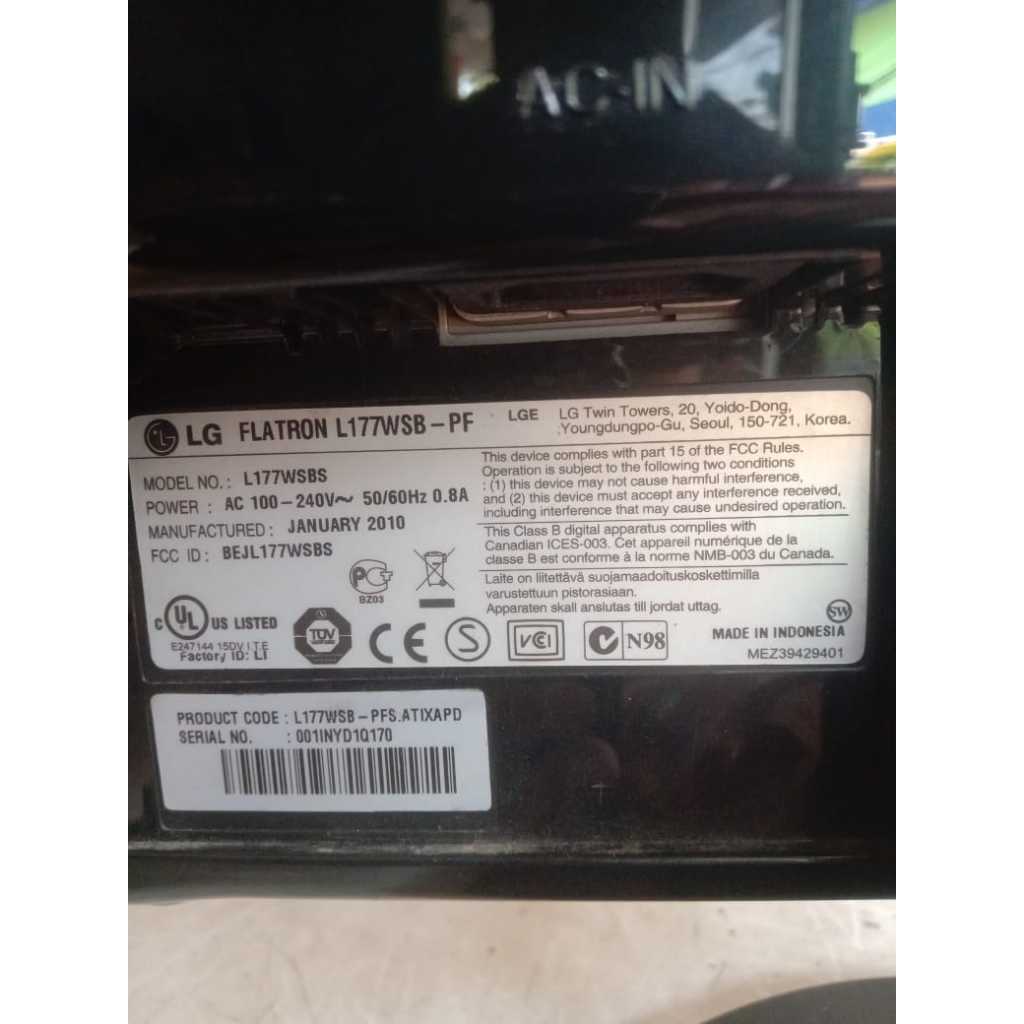 AC-IN
LG FLATRON L177WSB-PF
LGE LG Twin Towers, 20, Yoido-Dong,
Youngdungpo-Gu, Seoul, 150-721, Korea.
MODEL NO.: L177WSBS
POWER : AC 100-240V~ 50/60Hz 0.8A
MANUFACTURED: JANUARY 2010
FCC ID: BEJL177WSBS
This device complies with part 15 of the FCC Rules.
Operation is subject to the following two conditions
: (1) this device may not cause harmful interference,
and (2) this device must accept any interference received,
including interference that may cause undesired operation.
This Class B digital apparatus complies with
Canadian ICES-003. Cet appareil numérique de la
classe B est conforme à la norme NMB-003 du Canada.
Laite on liitettävä suojamaadoituskoskettimilla
varustettuun pistorasiaan.
Apparaten skall anslutas till jordat uttag.
BZ03
C UL US LISTED
E247144 15DV I.T.E
Factory ID: LI
TÜV
CE
S
VCI
N98
SW
MADE IN INDONESIA
MEZ39429401
PRODUCT CODE : L177WSB-PFS.ATIXAPD
SERIAL NO. : 001INYD1Q170